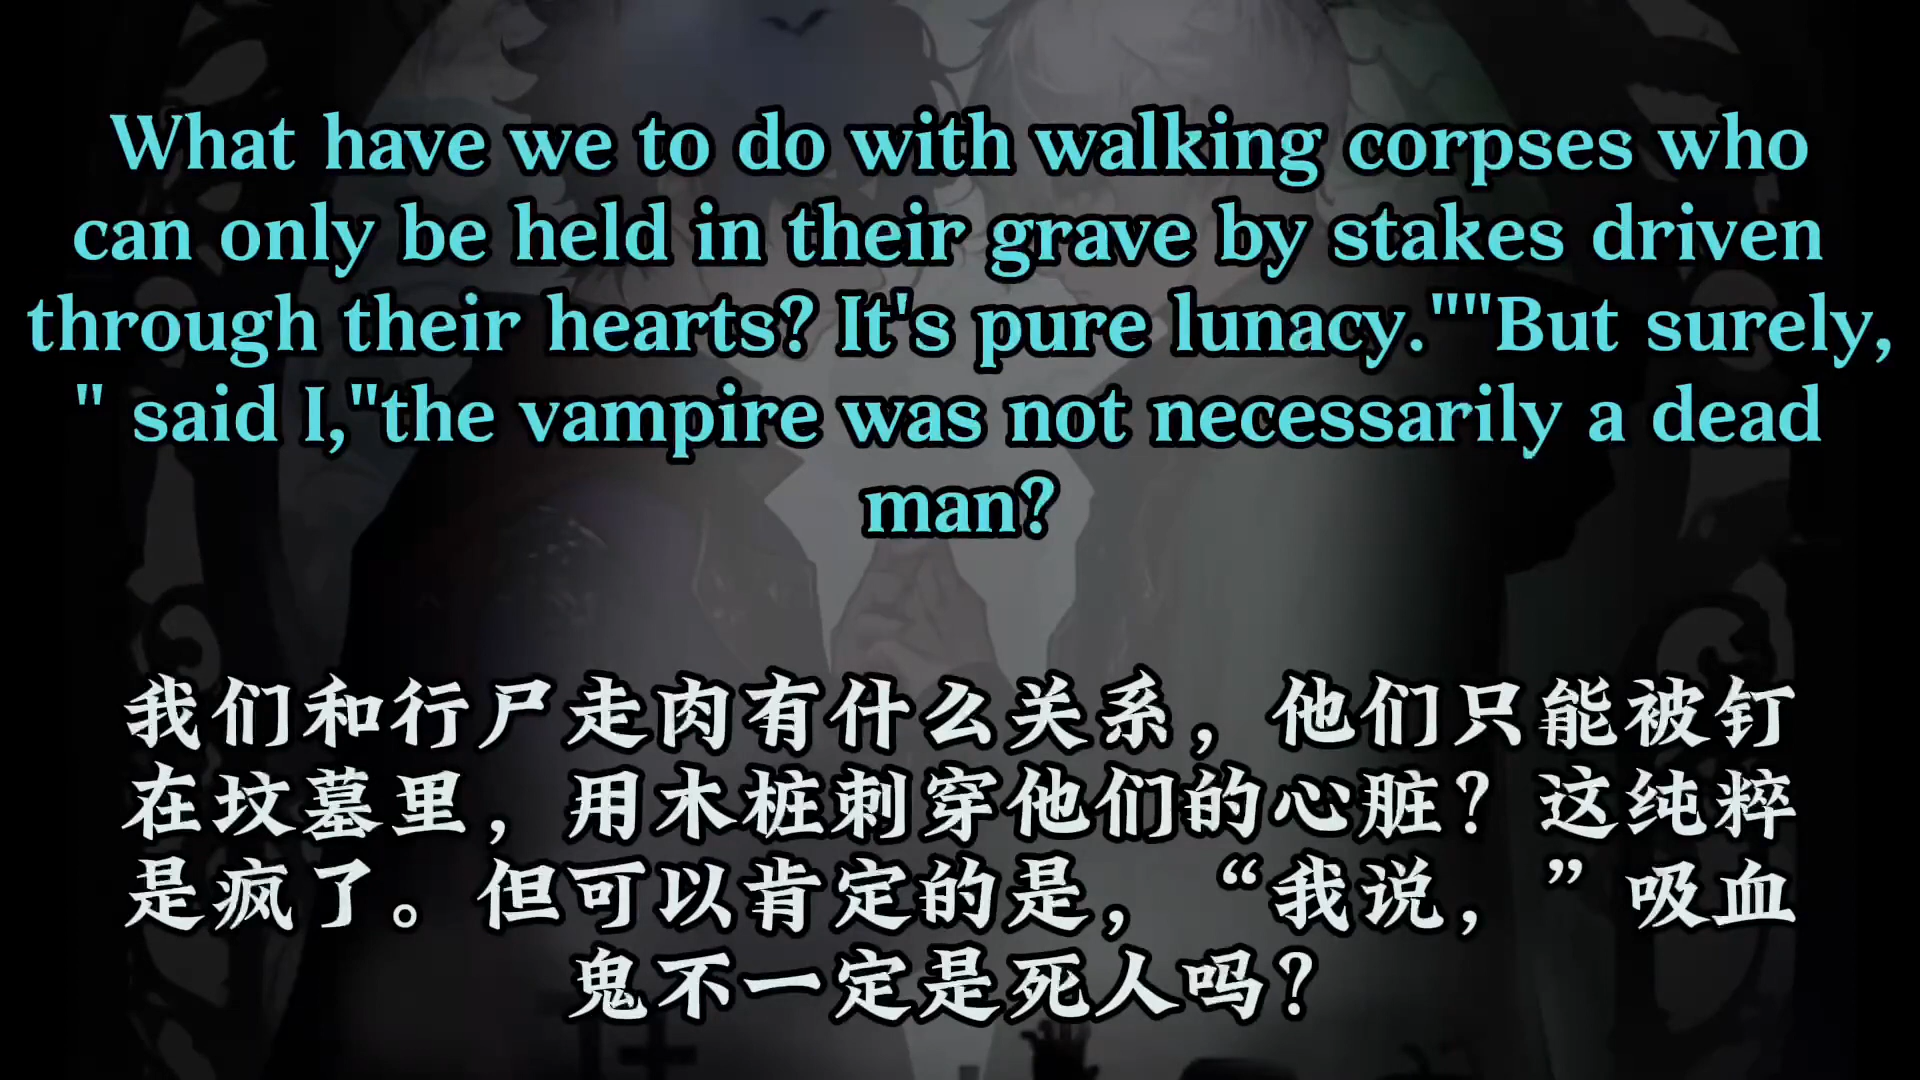 What have we to do with walking corpses who
can only be held in their grave by stakes driven
through their hearts? It's pure lunacy.""But surely,
" said I,"the vampire was not necessarily a dead
man?
我们和行尸走肉有什么关系，他们只能被钉
在坟墓里，用木桩刺穿他们的心脏？这纯粹
是疯了。但可以肯定的是，“我说，”吸血
鬼不一定是死人吗？